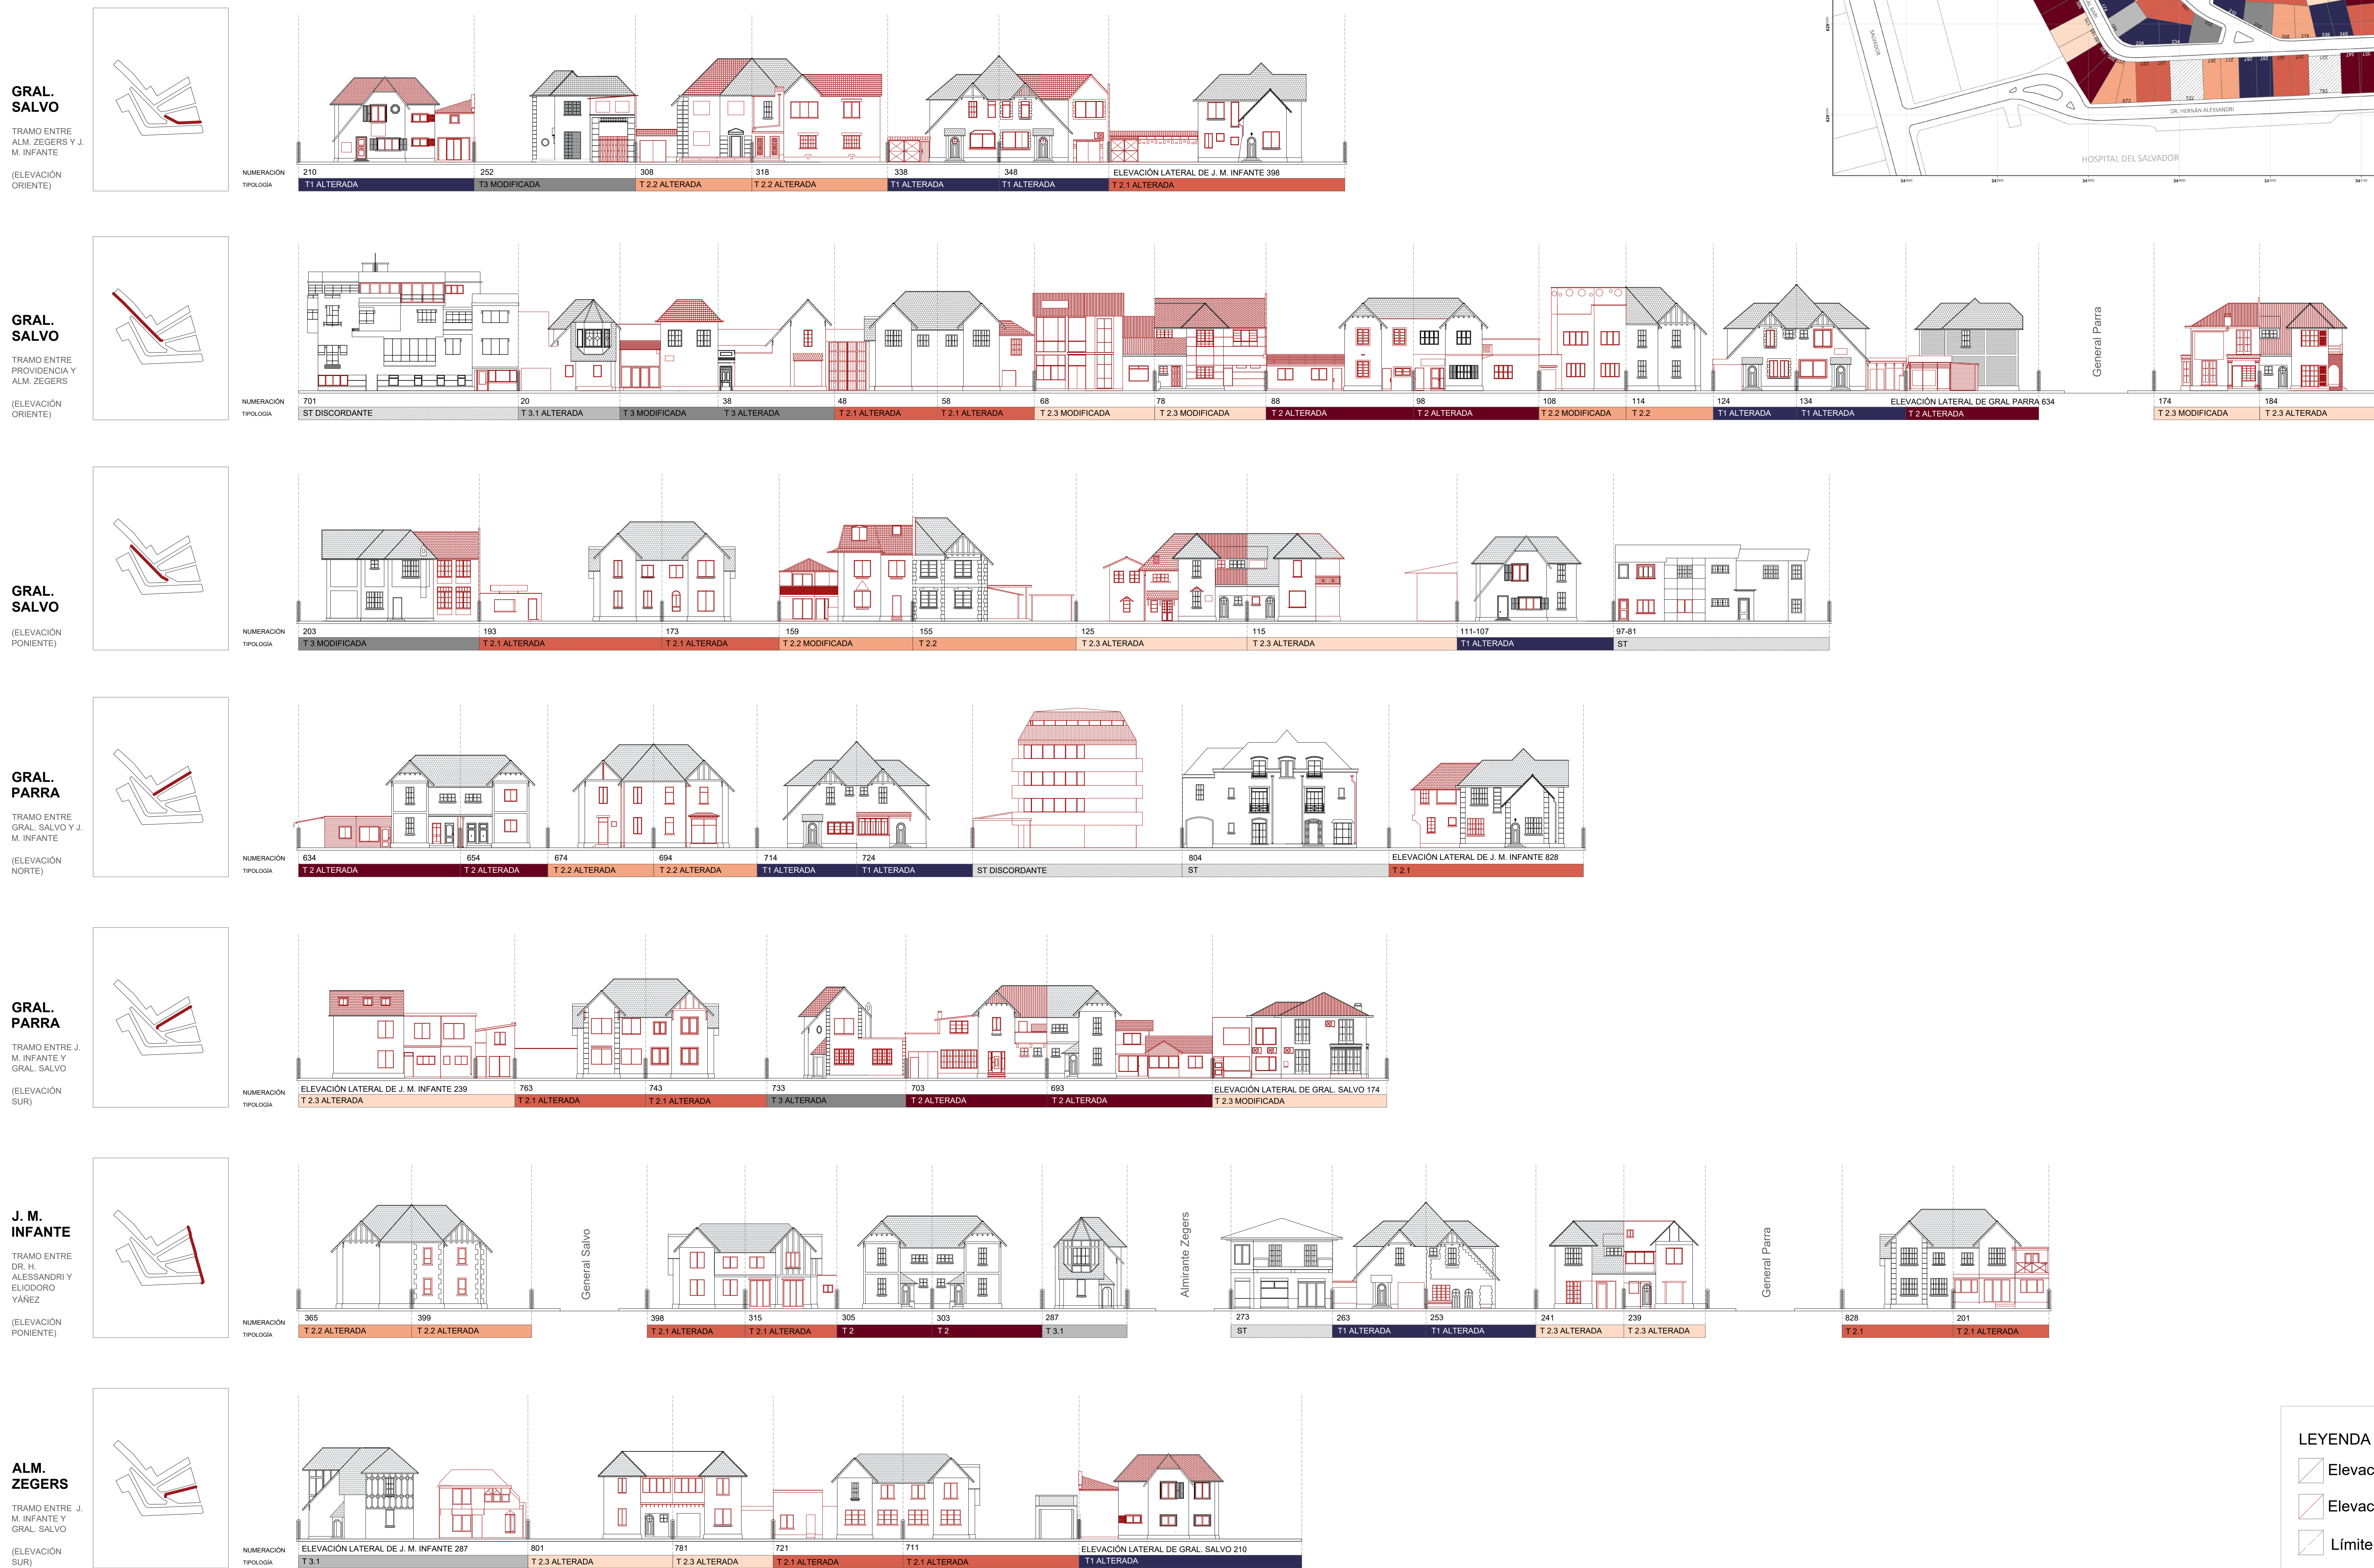 GRAL.
SALVO
TRAMO ENTRE
ALM. ZEGERS Y J.
M. INFANTE
(ELEVACIÓN
ORIENTE)
NUMERACIÓN
210
252
308
318
338
348
ELEVACIÓN LATERAL DE J. M. INFANTE 398
TIPOLOGÍA
T1 ALTERADA
T3 MODIFICADA
T 2.2 ALTERADA
T 2.2 ALTERADA
T1 ALTERADA
T1 ALTERADA
T 2.1 ALTERADA
SALVADOR
224
234
308
318
338
348
672
722
792
DR. HERNÁN ALESSANDRI
HOSPITAL DEL SALVADOR
GRAL.
SALVO
TRAMO ENTRE
PROVIDENCIA Y
ALM. ZEGERS
(ELEVACIÓN
ORIENTE)
General Parra
NUMERACIÓN
701
20
38
48
58
68
78
88
98
108
114
124
134
ELEVACIÓN LATERAL DE GRAL PARRA 634
174
184
TIPOLOGÍA
ST DISCORDANTE
T 3.1 ALTERADA
T 3 MODIFICADA
T 3 ALTERADA
T 2.1 ALTERADA
T 2.1 ALTERADA
T 2.3 MODIFICADA
T 2.3 MODIFICADA
T 2 ALTERADA
T 2 ALTERADA
T 2.2 MODIFICADA
T 2.2
T1 ALTERADA
T1 ALTERADA
T 2 ALTERADA
T 2.3 MODIFICADA
T 2.3 ALTERADA
GRAL.
SALVO
(ELEVACIÓN
PONIENTE)
NUMERACIÓN
203
193
173
159
155
125
115
111-107
97-81
TIPOLOGÍA
T 3 MODIFICADA
T 2.1 ALTERADA
T 2.1 ALTERADA
T 2.2 MODIFICADA
T 2.2
T 2.3 ALTERADA
T 2.3 ALTERADA
T1 ALTERADA
ST
GRAL.
PARRA
TRAMO ENTRE
GRAL. SALVO Y J.
M. INFANTE
(ELEVACIÓN
NORTE)
NUMERACIÓN
634
654
674
694
714
724
804
ELEVACIÓN LATERAL DE J. M. INFANTE 828
TIPOLOGÍA
T 2 ALTERADA
T 2 ALTERADA
T 2.2 ALTERADA
T 2.2 ALTERADA
T1 ALTERADA
T1 ALTERADA
ST DISCORDANTE
ST
T 2.1
GRAL.
PARRA
TRAMO ENTRE J.
M. INFANTE Y
GRAL. SALVO
(ELEVACIÓN
SUR)
NUMERACIÓN
ELEVACIÓN LATERAL DE J. M. INFANTE 239
763
743
733
703
693
ELEVACIÓN LATERAL DE GRAL. SALVO 174
TIPOLOGÍA
T 2.3 ALTERADA
T 2.1 ALTERADA
T 2.1 ALTERADA
T 3 ALTERADA
T 2 ALTERADA
T 2 ALTERADA
T 2.3 MODIFICADA
J. M.
INFANTE
TRAMO ENTRE
DR. H.
ALESSANDRI Y
ELIODORO
YÁÑEZ
(ELEVACIÓN
PONIENTE)
General Salvo
Almirante Zegers
General Parra
NUMERACIÓN
365
399
398
315
305
303
287
273
263
253
241
239
828
201
TIPOLOGÍA
T 2.2 ALTERADA
T 2.2 ALTERADA
T 2.1 ALTERADA
T 2.1 ALTERADA
T 2
T 2
T 3.1
ST
T1 ALTERADA
T1 ALTERADA
T 2.3 ALTERADA
T 2.3 ALTERADA
T 2.1
T 2.1 ALTERADA
ALM.
ZEGERS
TRAMO ENTRE J.
M. INFANTE Y
GRAL. SALVO
(ELEVACIÓN
SUR)
NUMERACIÓN
ELEVACIÓN LATERAL DE J. M. INFANTE 287
801
781
721
711
ELEVACIÓN LATERAL DE GRAL. SALVO 210
TIPOLOGÍA
T 3.1
T 2.3 ALTERADA
T 2.3 ALTERADA
T 2.1 ALTERADA
T 2.1 ALTERADA
T1 ALTERADA
LEYENDA
Elevac
Elevac
Límite